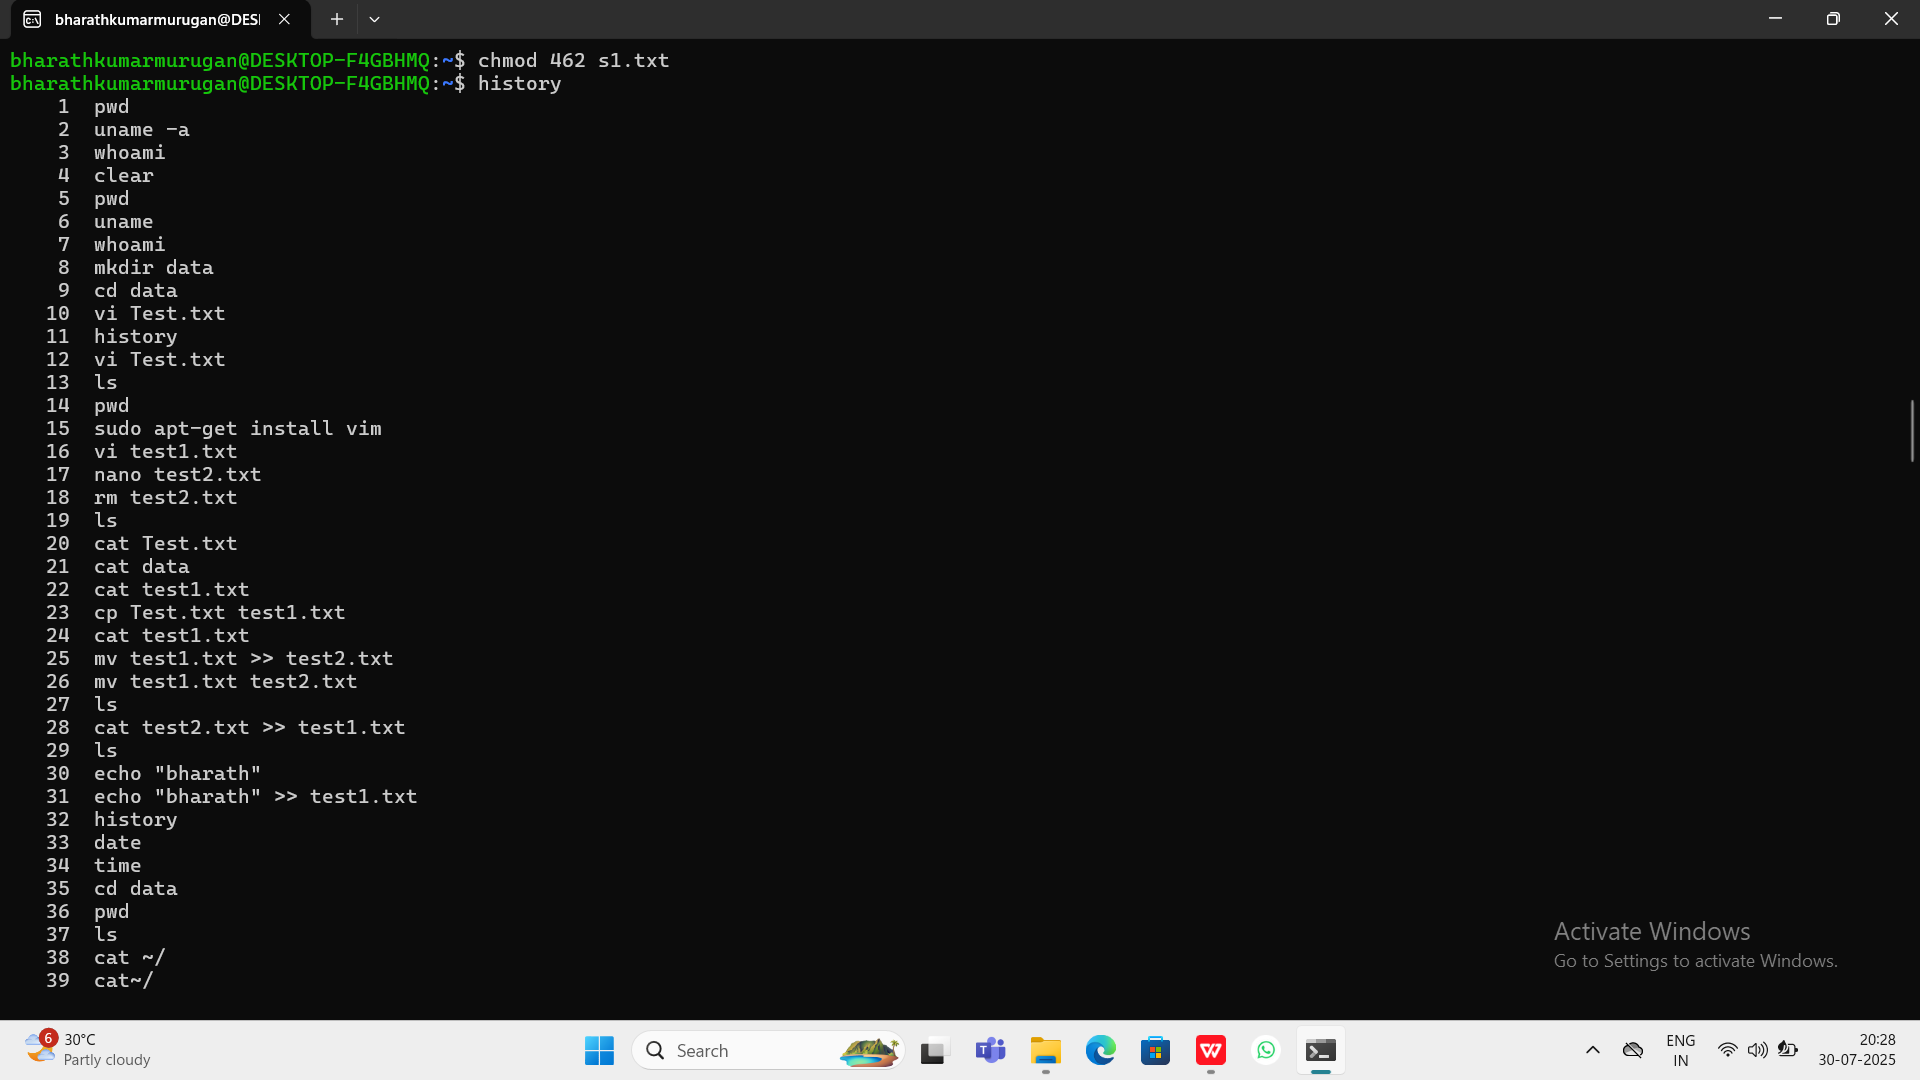 bharathkumarmurugan@DESI
bharathkumarmurugan@DESKTOP-F4GBHMQ:~$ chmod 462 s1.txt
bharathkumarmurugan@DESKTOP-F4GBHMQ:~$ history
1 pwd
2 uname -a
3 whoami
4 clear
5 pwd
6 uname
7 whoami
8 mkdir data
9 cd data
10 vi Test.txt
11 history
12 vi Test.txt
13 ls
14 pwd
15 sudo apt-get install vim
16 vi test1.txt
17 nano test2.txt
18 rm test2.txt
19 ls
20 cat Test.txt
21 cat data
22 cat test1.txt
23 cp Test.txt test1.txt
24 cat test1.txt
25 mv test1.txt >> test2.txt
26 mv test1.txt test2.txt
27 ls
28 cat test2.txt >> test1.txt
29 ls
30 echo "bharath"
31 echo "bharath" >> test1.txt
32 history
33 date
34 time
35 cd data
36 pwd
37 ls
38 cat ~/
39 cat~/
Activate Windows
Go to Settings to activate Windows.
6
30°C
Partly cloudy
Search
ENG
IN
20:28
30-07-2025